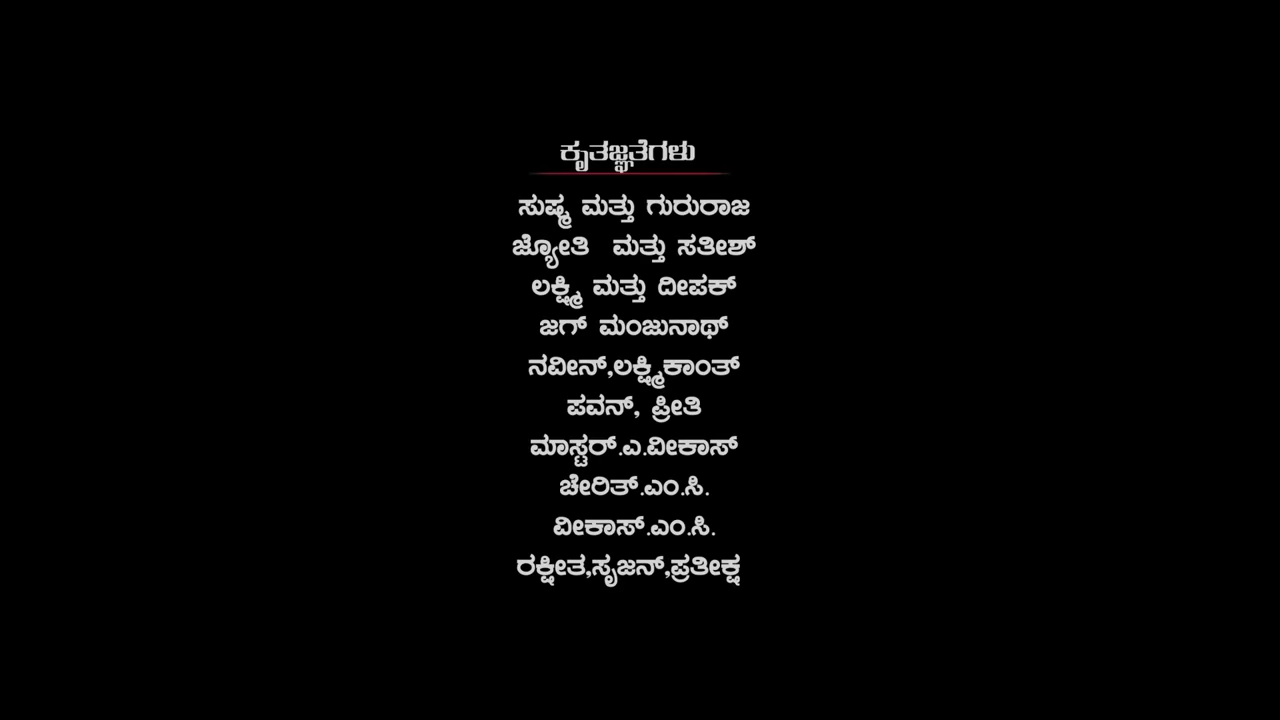 ಕೃತಜ್ಞತೆಗಳು
ಸುಷ್ಮ ಮತ್ತು ಗುರುರಾಜ
ಜ್ಯೋತಿ ಮತ್ತು ಸತೀಶ್
ಲಕ್ಷ್ಮಿ ಮತ್ತು ದೀಪಕ್
ಜಗ್ ಮಂಜುನಾಥ್
ನವೀನ್,ಲಕ್ಷ್ಮಿಕಾಂತ್
ಪವನ್, ಪ್ರೀತಿ
ಮಾಸ್ಟರ್.ಎ.ವೀಕಾಸ್
ಚೇರಿತ್.ಎಂ.ಸಿ.
ವೀಕಾಸ್.ಎಂ.ಸಿ.
ರಕ್ಷೀತ,ಸೃಜನ್,ಪ್ರತೀಕ್ಷ